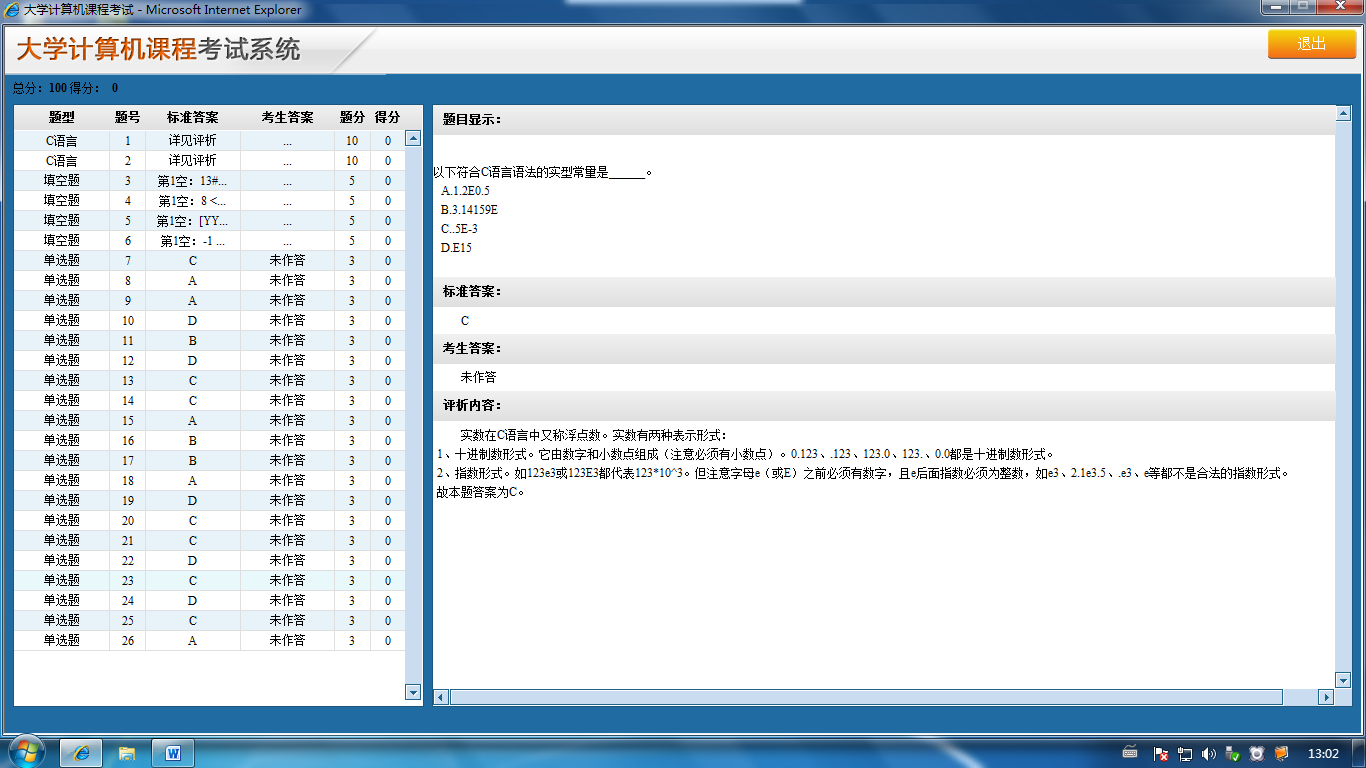 大学计算机课程考试 - Microsoft Internet Explorer
大学计算机课程考试系统
退出
总分：100 得分： 0
题型 题号 标准答案 考生答案 题分 得分
C语言 1 详见评析 ... 10 0
C语言 2 详见评析 ... 10 0
填空题 3 第1空：13#... ... 5 0
填空题 4 第1空：8 <... ... 5 0
填空题 5 第1空：[YY... ... 5 0
填空题 6 第1空：-1 ... ... 5 0
单选题 7 C 未作答 3 0
单选题 8 A 未作答 3 0
单选题 9 A 未作答 3 0
单选题 10 D 未作答 3 0
单选题 11 B 未作答 3 0
单选题 12 D 未作答 3 0
单选题 13 C 未作答 3 0
单选题 14 C 未作答 3 0
单选题 15 A 未作答 3 0
单选题 16 B 未作答 3 0
单选题 17 B 未作答 3 0
单选题 18 A 未作答 3 0
单选题 19 D 未作答 3 0
单选题 20 C 未作答 3 0
单选题 21 C 未作答 3 0
单选题 22 D 未作答 3 0
单选题 23 C 未作答 3 0
单选题 24 D 未作答 3 0
单选题 25 C 未作答 3 0
单选题 26 A 未作答 3 0
题目显示：
以下符合C语言语法的实型常量是______。
A.1.2E0.5
B.3.14159E
C..5E-3
D.E15
标准答案：
C
考生答案：
未作答
评析内容：
实数在C语言中又称浮点数。实数有两种表示形式：
1、十进制数形式。它由数字和小数点组成（注意必须有小数点）。0.123、.123、123.0、123.、0.0都是十进制数形式。
2、指数形式。如123e3或123E3都代表123*10^3。但注意字母e（或E）之前必须有数字，且e后面指数必须为整数，如e3、2.1e3.5、.e3、e等都不是合法的指数形式。
故本题答案为C。
13:02